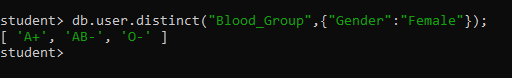 student> db.user.distinct("Blood_Group",{"Gender":"Female"});
[ 'A+', 'AB-', 'O-' ]
student>